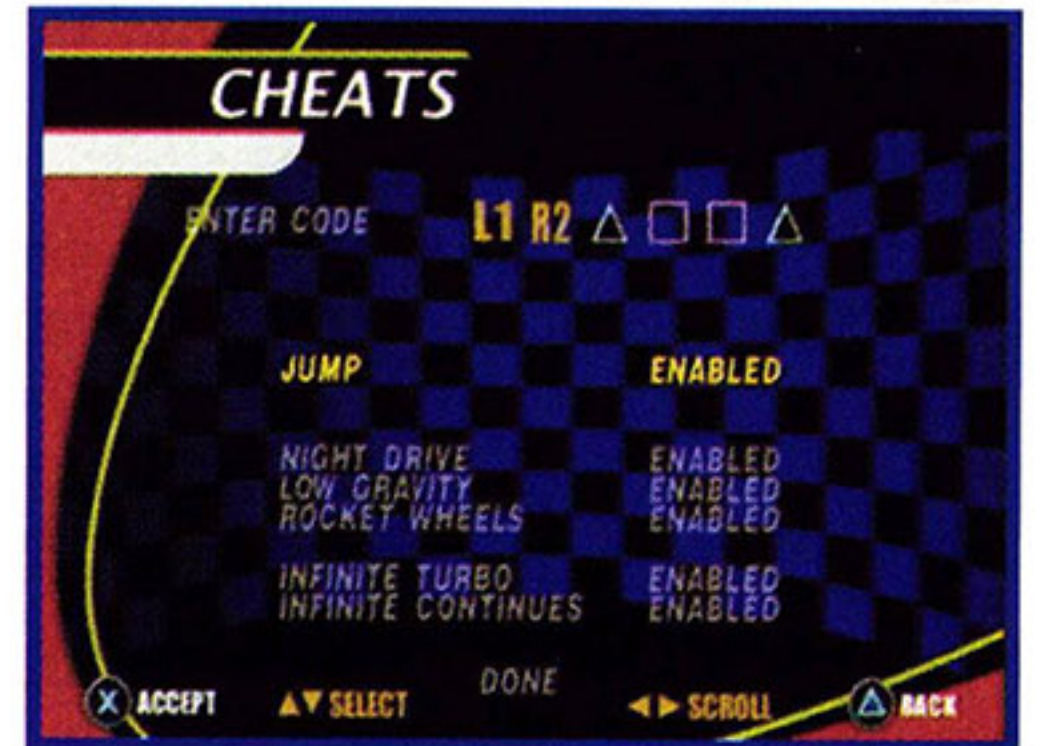 CHEATS
ENTER CODE L1 R2 △ □ □ △
JUMP ENABLED
NIGHT DRIVE ENABLED
LOW GRAVITY ENABLED
ROCKET WHEELS ENABLED
INFINITE TURBO ENABLED
INFINITE CONTINUES ENABLED
DONE
X ACCEPT ▲▼ SELECT ◀▶ SCROLL △ BACK